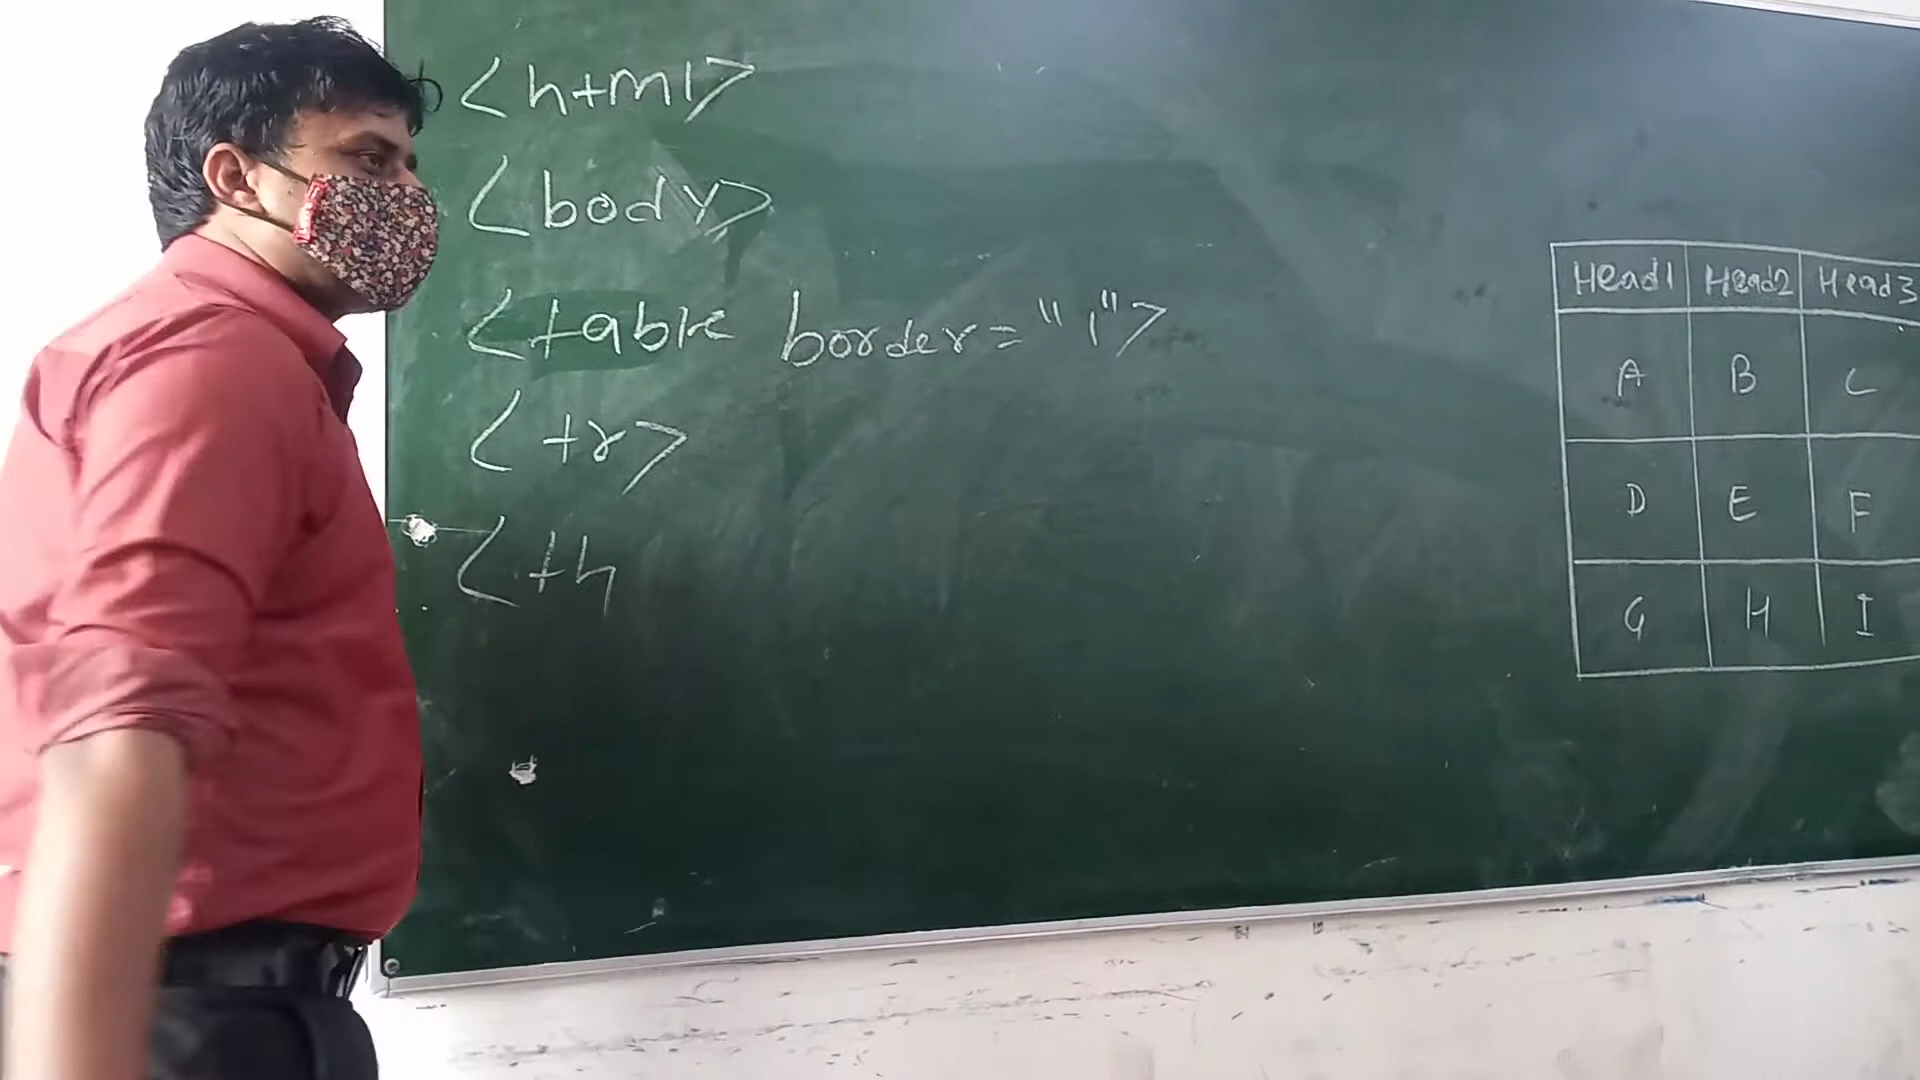 <html>
<body>
<table border="1">
<tr>
<th
Head1 Head2 Head3
A B C
D E F
G H I